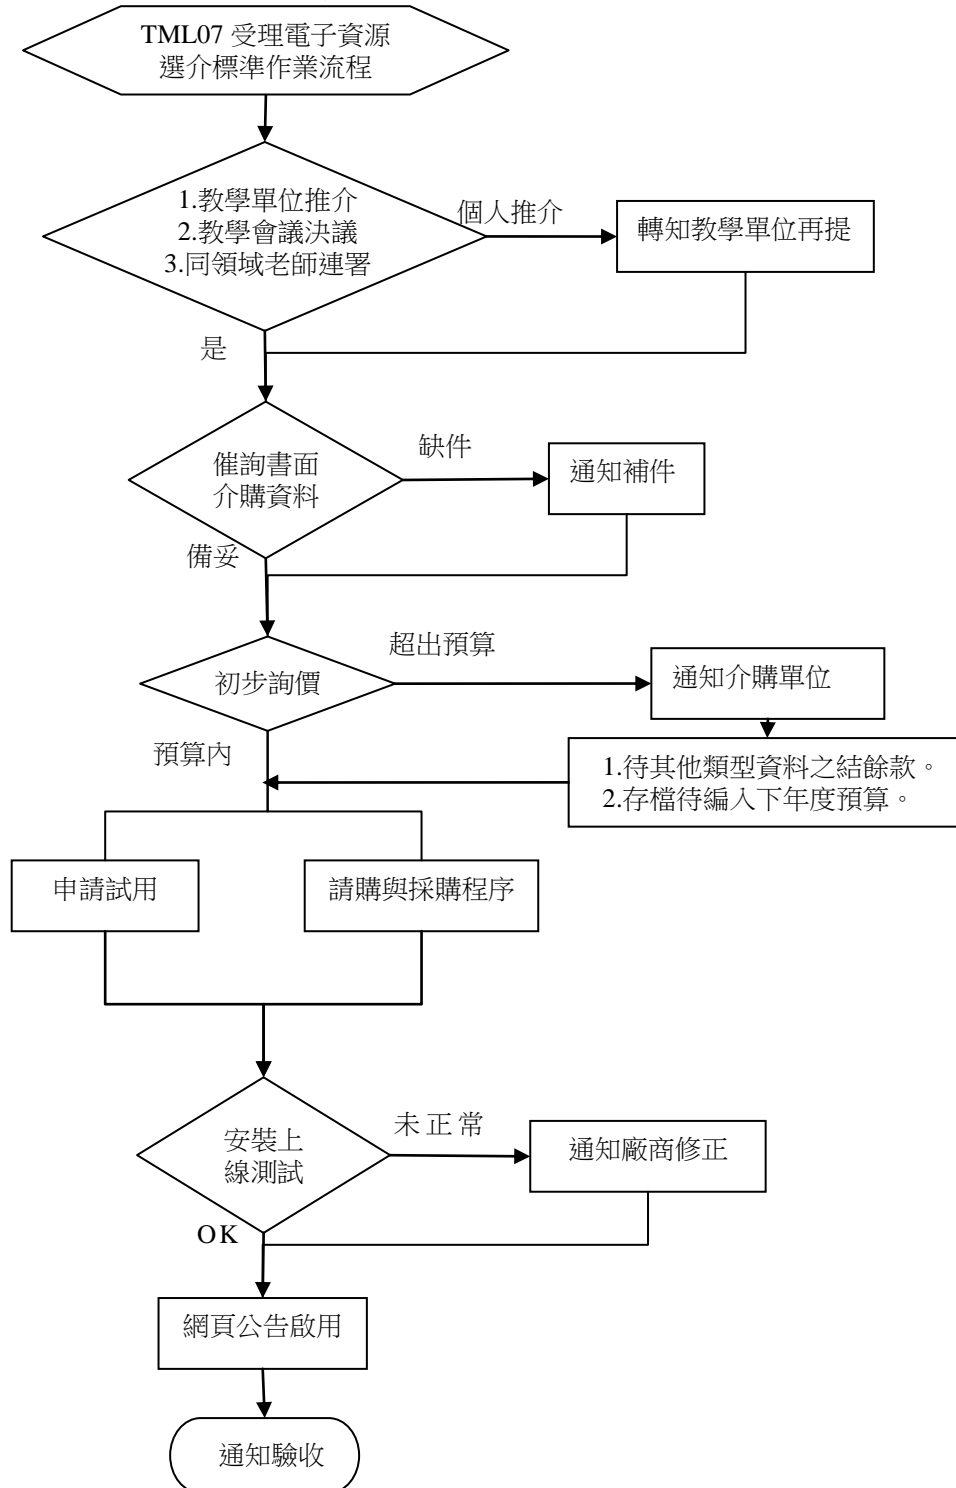 TML07 受理電子資源
選介標準作業流程
1.教學單位推介
2.教學會議決議
3.同領域老師連署
個人推介
轉知教學單位再提
是
催詢書面
介購資料
缺件
通知補件
備妥
初步詢價
超出預算
通知介購單位
預算內
1.待其他類型資料之結餘款。
2.存檔待編入下年度預算。
申請試用
請購與採購程序
安裝上
線測試
未正常
通知廠商修正
OK
網頁公告啟用
通知驗收